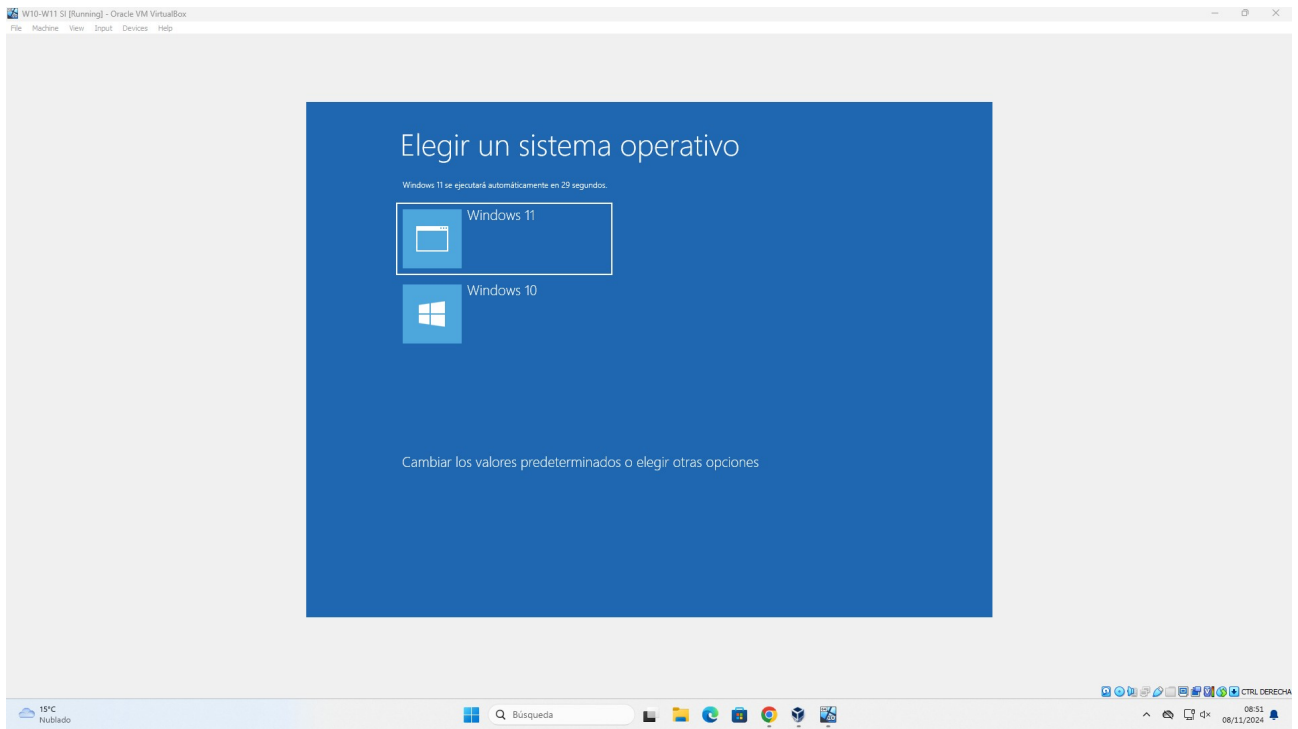 W10-W11 SI [Running] - Oracle VM VirtualBox
File Machine View Input Devices Help
Elegir un sistema operativo
Windows 11 se ejecutará automáticamente en 29 segundos.
Windows 11
Windows 10
Cambiar los valores predeterminados o elegir otras opciones
CTRL DERECHA
15°C
Nublado
Búsqueda
08:51
08/11/2024